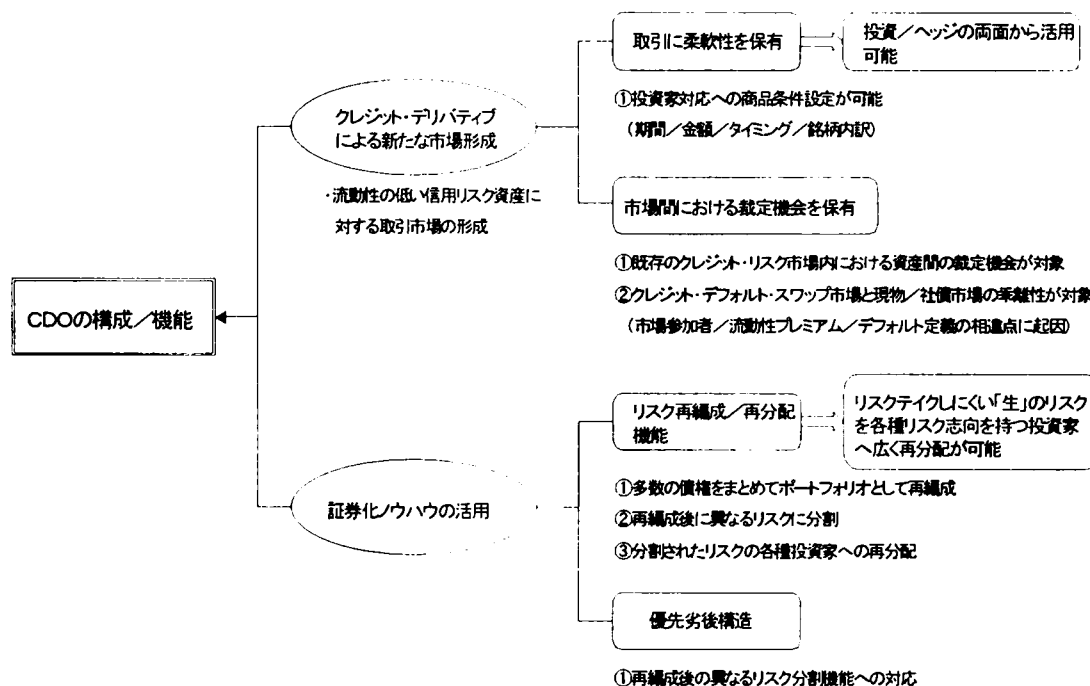 CDOの構成／機能
クレジット・デリバティブ
による新たな市場形成
・流動性の低い信用リスク資産に
対する取引市場の形成
取引に柔軟性を保有
投資／ヘッジの両面から活用
可能
①投資家対応への商品条件設定が可能
（期間／金額／タイミング／銘柄内訳）
市場間における裁定機会を保有
①既存のクレジット・リスク市場内における資産間の裁定機会が対象
②クレジット・デフォルト・スワップ市場と現物／社債市場の乖離性が対象
（市場参加者／流動性プレミアム／デフォルト定義の相違点に起因）
証券化ノウハウの活用
リスク再編成／再分配
機能
リスクテイクしにくい「生」のリスク
を各種リスク志向を持つ投資家
へ広く再分配が可能
①多数の債権をまとめてポートフォリオとして再編成
②再編成後に異なるリスクに分割
③分割されたリスクの各種投資家への再分配
優先劣後構造
①再編成後の異なるリスク分割機能への対応